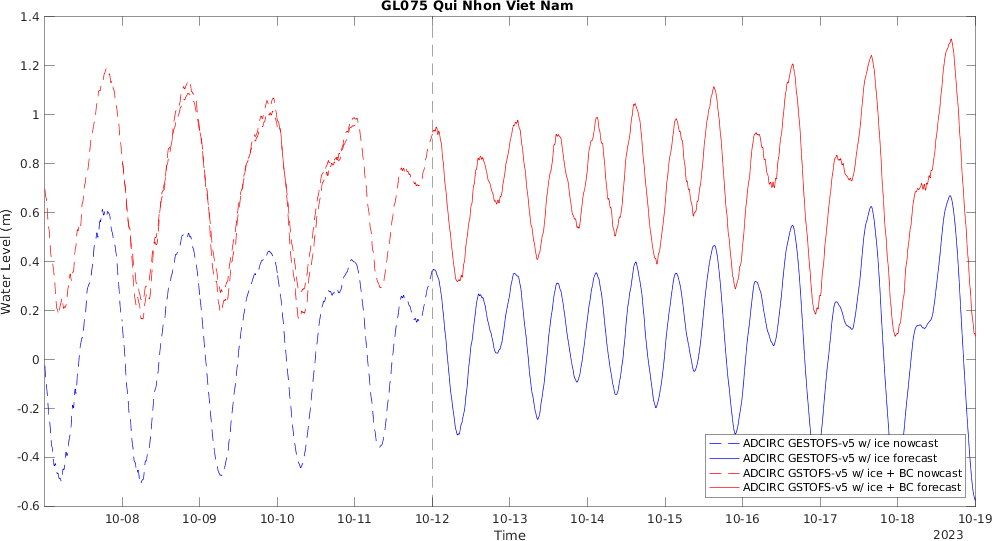 GL075 Qui Nhon Viet Nam
1.4
1.2
1
0.8
0.6
0.4
0.2
0
-0.2
-0.4
-0.6
Water Level (m)
ADCIRC GESTOFS-v5 w/ ice nowcast
ADCIRC GESTOFS-v5 w/ ice forecast
ADCIRC GSTOFS-v5 w/ ice + BC nowcast
ADCIRC GSTOFS-v5 w/ ice + BC forecast
10-08 10-09 10-10 10-11 10-12 10-13 10-14 10-15 10-16 10-17 10-18 10-19
Time
2023